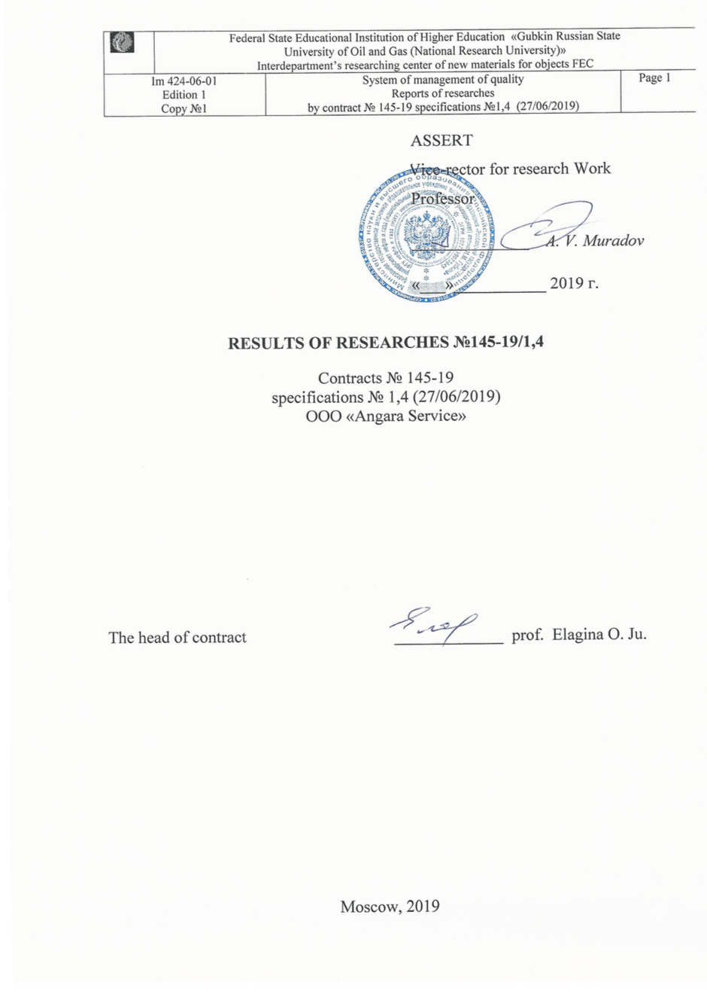 Federal State Educational Institution of Higher Education «Gubkin Russian State
University of Oil and Gas (National Research University)»
Interdepartment's researching center of new materials for objects FEC
Im 424-06-01
Edition 1
Copy №1
System of management of quality
Reports of researches
by contract № 145-19 specifications №1,4 (27/06/2019)
Page 1
ASSERT
Vice-rector for research Work
Professor
A. V. Muradov
«___»____________ 2019 г.
RESULTS OF RESEARCHES №145-19/1,4
Contracts № 145-19
specifications № 1,4 (27/06/2019)
ООО «Angara Service»
The head of contract
prof. Elagina O. Ju.
Moscow, 2019